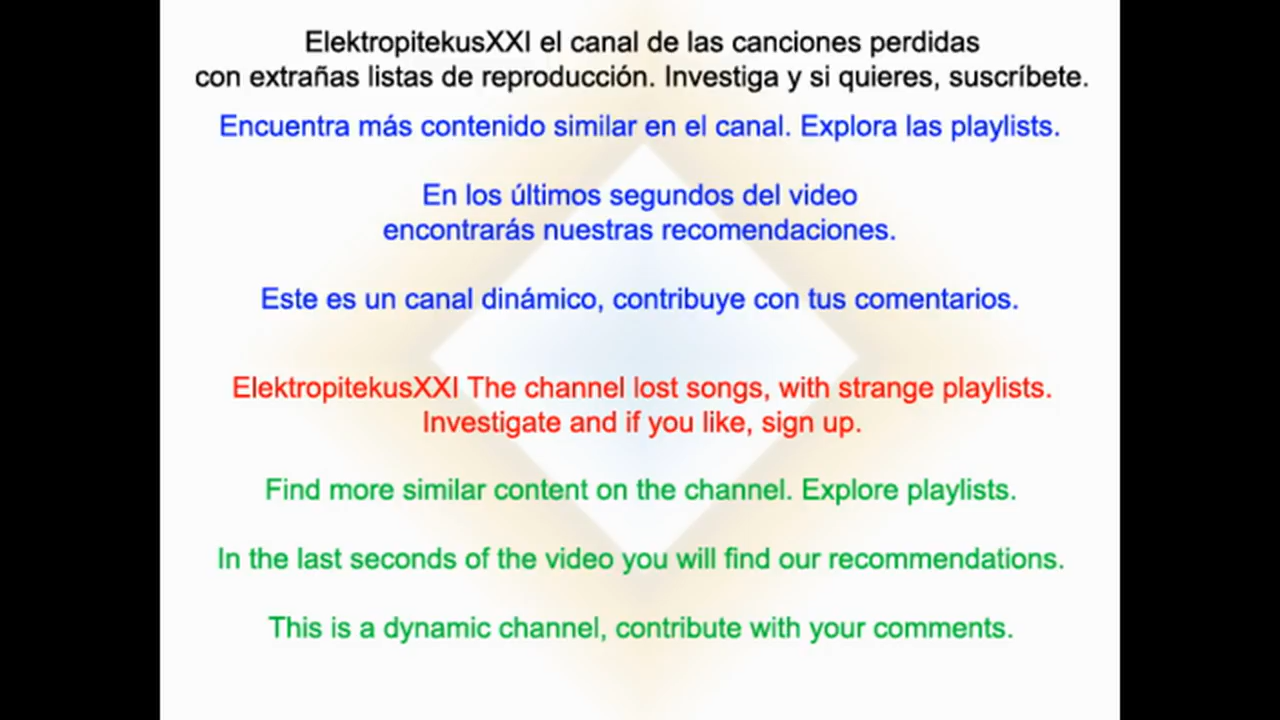 ElektropitekusXXI el canal de las canciones perdidas
con extrañas listas de reproducción. Investiga y si quieres, suscríbete.
Encuentra más contenido similar en el canal. Explora las playlists.
En los últimos segundos del video
encontrarás nuestras recomendaciones.
Este es un canal dinámico, contribuye con tus comentarios.
ElektropitekusXXI The channel lost songs, with strange playlists.
Investigate and if you like, sign up.
Find more similar content on the channel. Explore playlists.
In the last seconds of the video you will find our recommendations.
This is a dynamic channel, contribute with your comments.